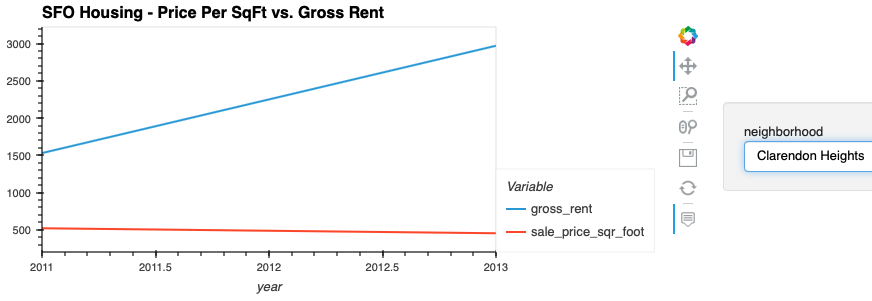 SFO Housing - Price Per SqFt vs. Gross Rent
3000
2500
2000
1500
1000
500
2011
2011.5
2012
2012.5
2013
year
Variable
gross_rent
sale_price_sqr_foot
neighborhood
Clarendon Heights